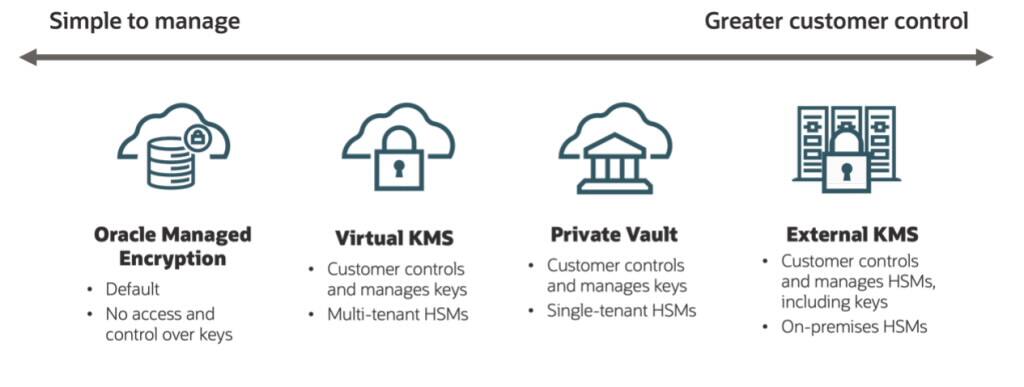 Simple to manage
Greater customer control
Oracle Managed
Encryption
• Default
• No access and
control over keys
Virtual KMS
• Customer controls
and manages keys
• Multi-tenant HSMs
Private Vault
• Customer controls
and manages keys
• Single-tenant HSMs
External KMS
• Customer controls
and manages HSMs,
including keys
• On-premises HSMs